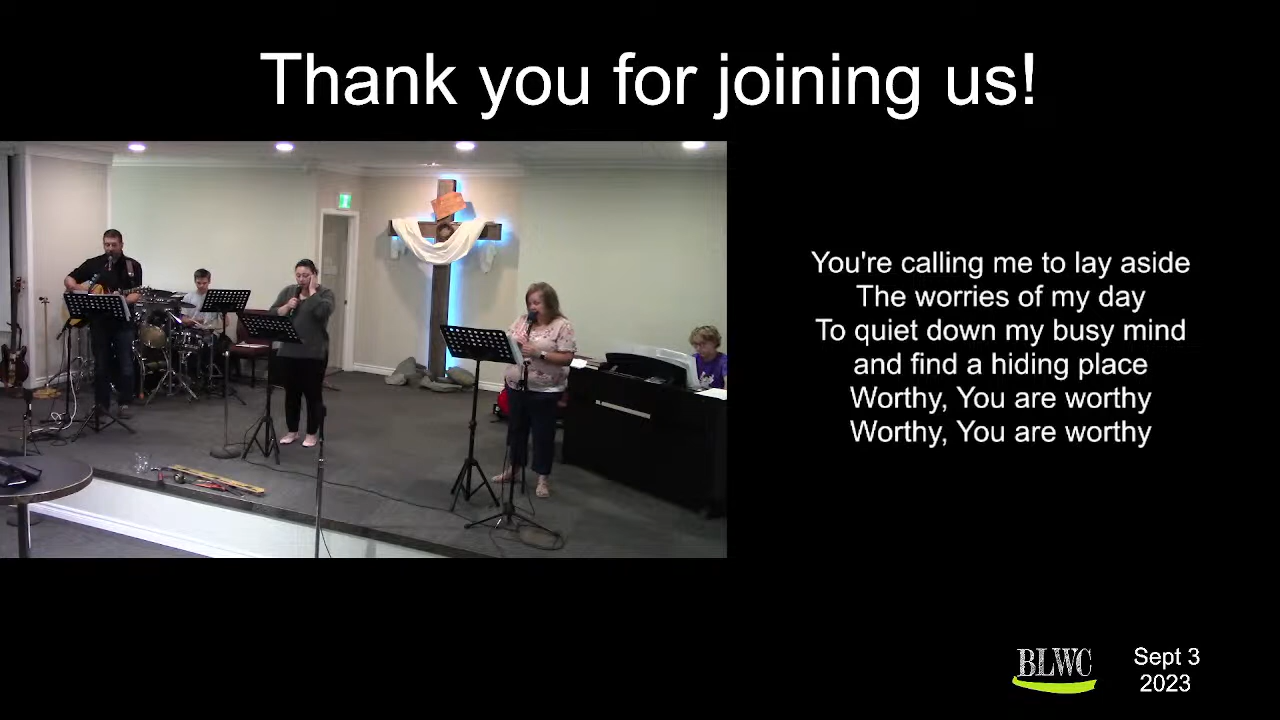 Thank you for joining us!
You're calling me to lay aside
The worries of my day
To quiet down my busy mind
and find a hiding place
Worthy, You are worthy
Worthy, You are worthy
BLWC
Sept 3
2023